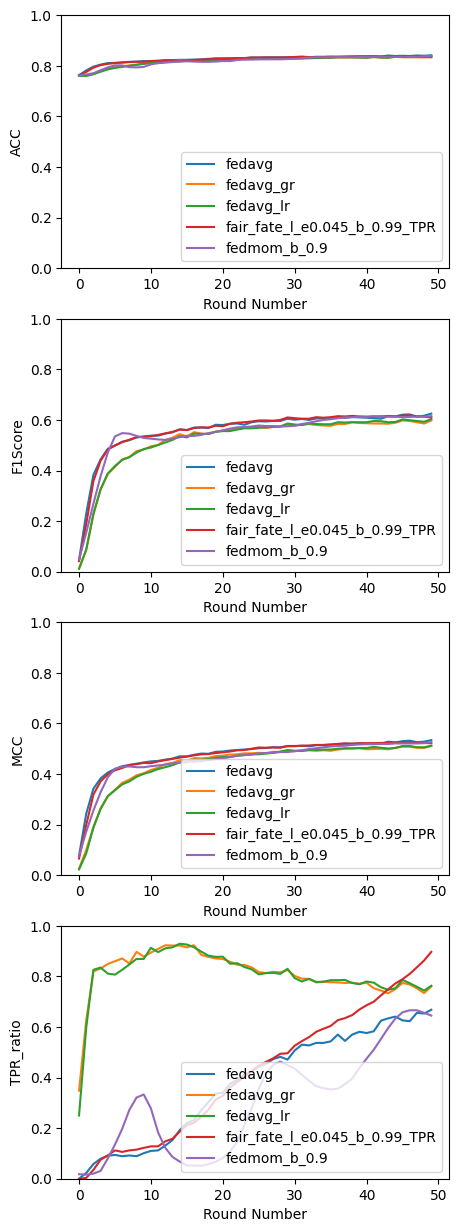 1.0
0.8
0.6
0.4
0.2
0.0
ACC
fedavg
fedavg_gr
fedavg_lr
fair_fate_l_e0.045_b_0.99_TPR
fedmom_b_0.9
0 10 20 30 40 50
Round Number
1.0
0.8
0.6
0.4
0.2
0.0
F1Score
fedavg
fedavg_gr
fedavg_lr
fair_fate_l_e0.045_b_0.99_TPR
fedmom_b_0.9
0 10 20 30 40 50
Round Number
1.0
0.8
0.6
0.4
0.2
0.0
MCC
fedavg
fedavg_gr
fedavg_lr
fair_fate_l_e0.045_b_0.99_TPR
fedmom_b_0.9
0 10 20 30 40 50
Round Number
1.0
0.8
0.6
0.4
0.2
0.0
TPR_ratio
fedavg
fedavg_gr
fedavg_lr
fair_fate_l_e0.045_b_0.99_TPR
fedmom_b_0.9
0 10 20 30 40 50
Round Number